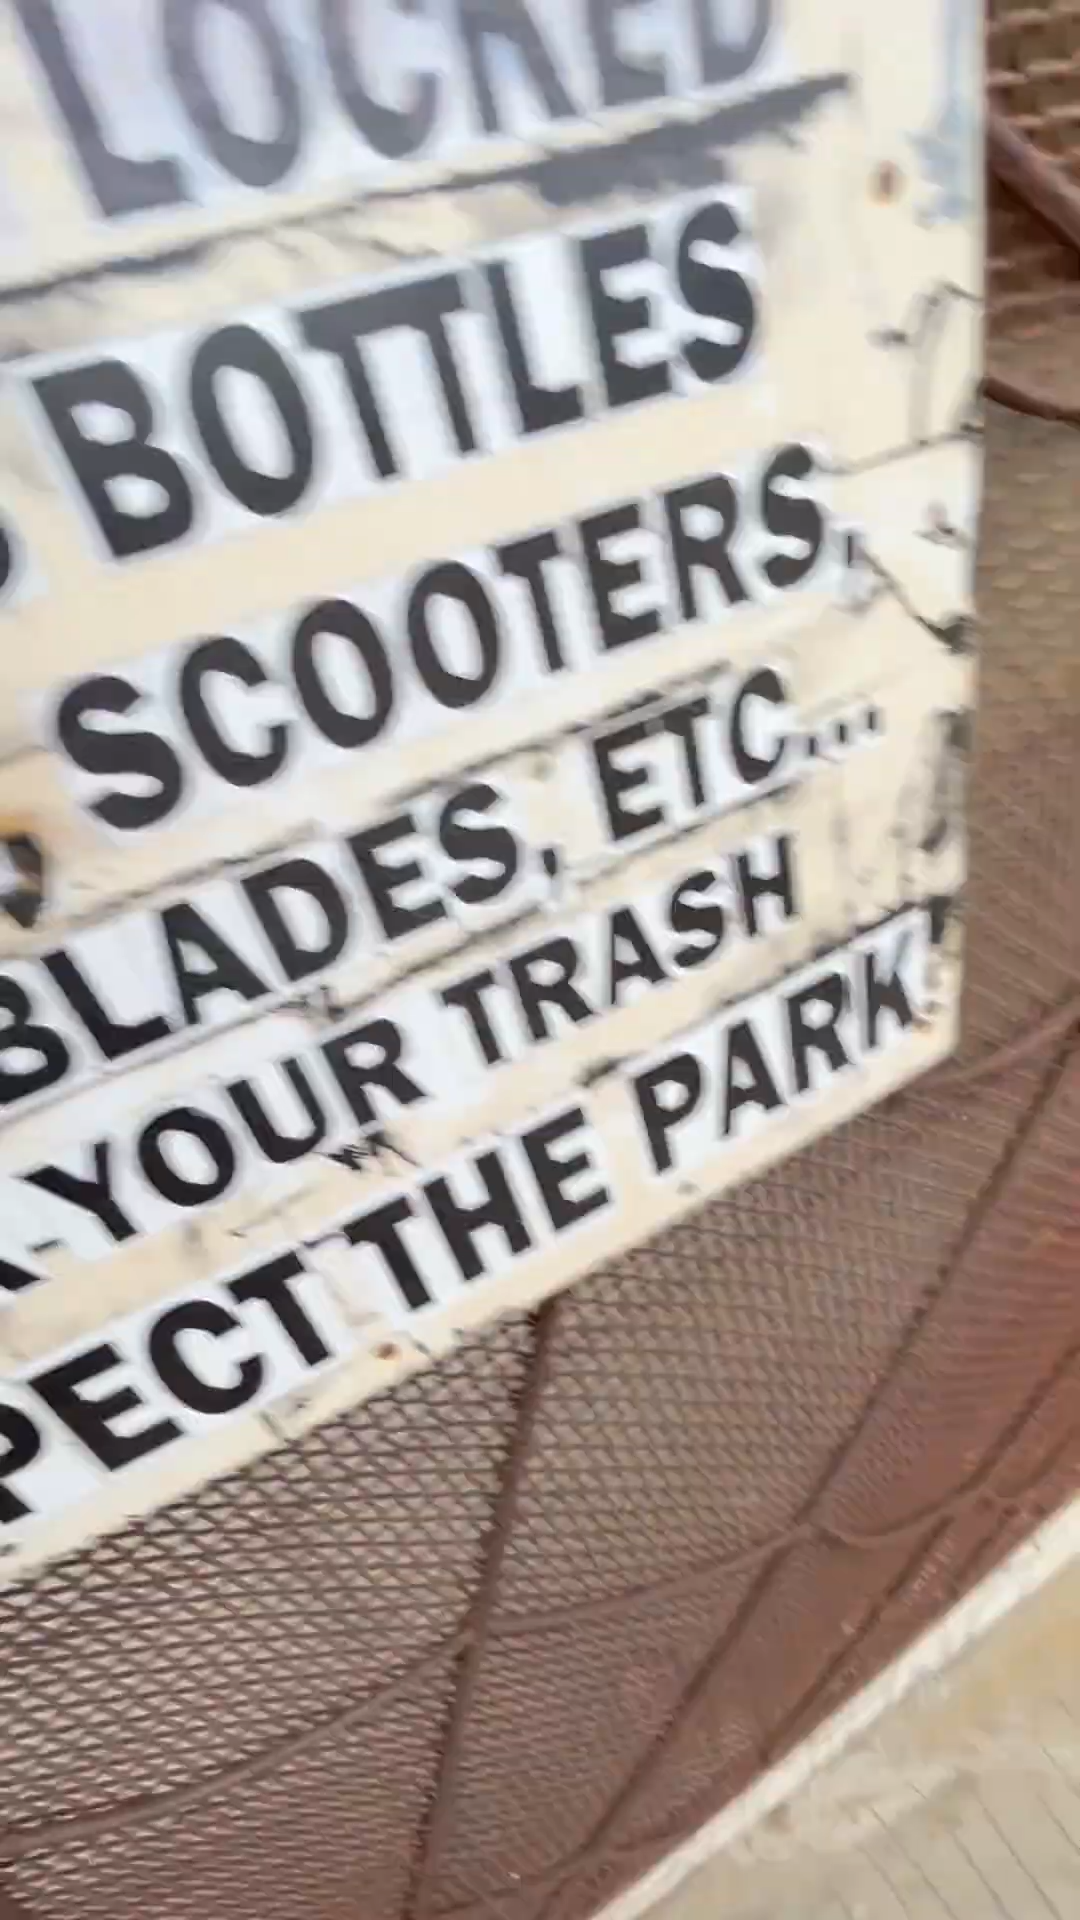 LOCKED
BOTTLES
SCOOTERS,
BLADES, ETC...
YOUR TRASH
PECT THE PARK!